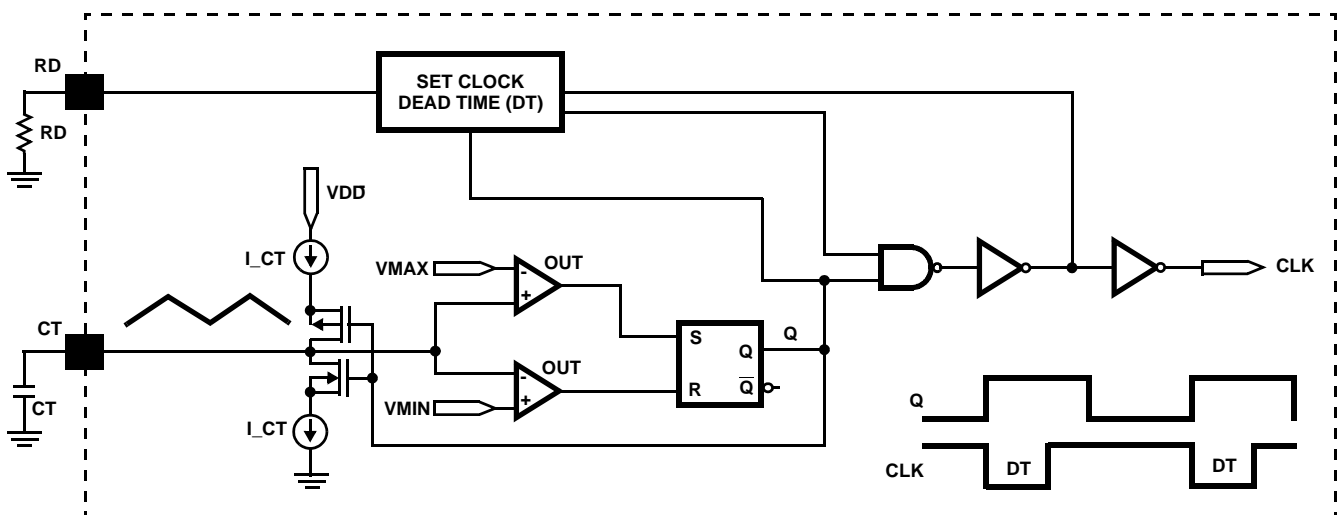 RD
SET CLOCK
DEAD TIME (DT)
RD
VDD
I_CT
VMAX
OUT
-
+
CLK
CT
S
Q
Q
OUT
-
+
R
Q
VMIN
CT
I_CT
Q
CLK
DT
DT